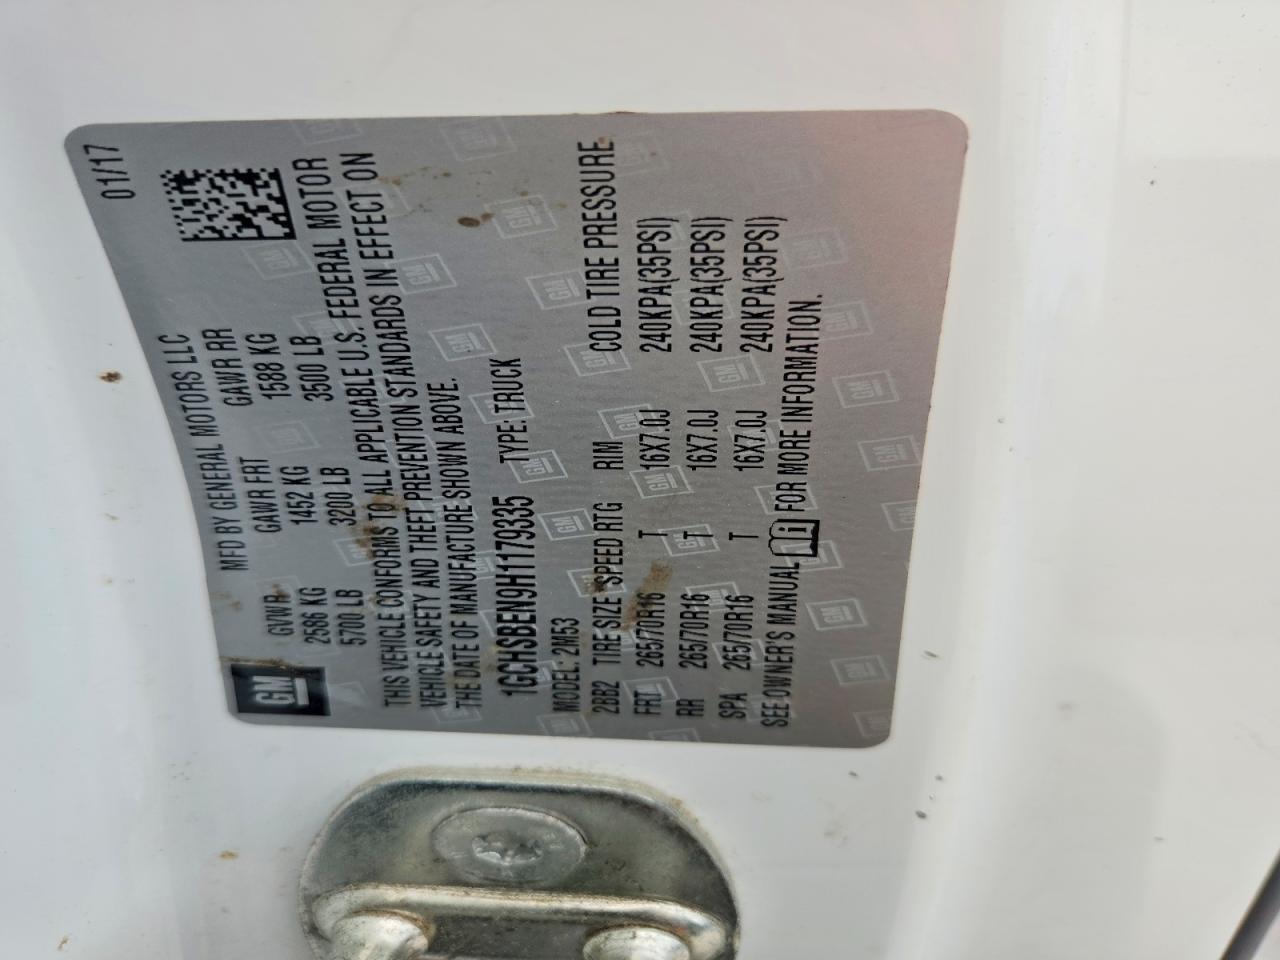 01/17
MFD BY GENERAL MOTORS LLC
GM
GVWR GAWR FRT GAWR RR
2586 KG 1452 KG 1588 KG
5700 LB 3200 LB 3500 LB
THIS VEHICLE CONFORMS TO ALL APPLICABLE U.S. FEDERAL MOTOR
VEHICLE SAFETY AND THEFT PREVENTION STANDARDS IN EFFECT ON
THE DATE OF MANUFACTURE SHOWN ABOVE.
1GCHSBEN9H1179335 TYPE: TRUCK
MODEL: 2M53
2BB2 TIRE SIZE SPEED RTG RIM COLD TIRE PRESSURE
FRT 265/70R16 T 16X7.0J 240KPA(35PSI)
RR 265/70R16 T 16X7.0J 240KPA(35PSI)
SPA 265/70R16 T 16X7.0J 240KPA(35PSI)
SEE OWNER'S MANUAL i FOR MORE INFORMATION.